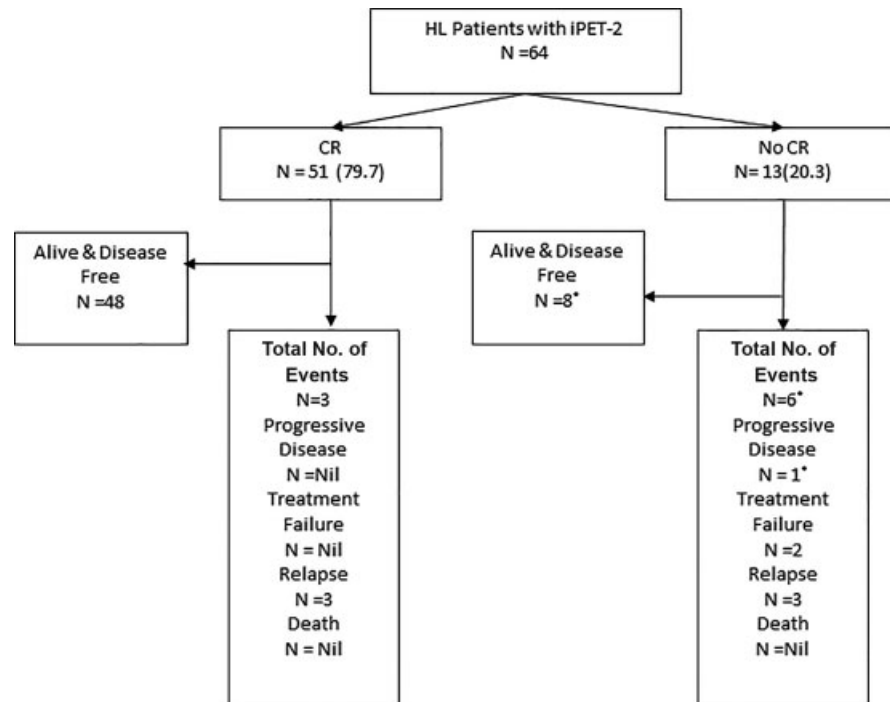 HL Patients with iPET-2
N =64
CR
N = 51 (79.7)
No CR
N= 13(20.3)
Alive & Disease
Free
N =48
Alive & Disease
Free
N =8*
Total No. of
Events
N=3
Progressive
Disease
N =Nil
Treatment
Failure
N = Nil
Relapse
N =3
Death
N = Nil
Total No. of
Events
N=6*
Progressive
Disease
N = 1*
Treatment
Failure
N =2
Relapse
N =3
Death
N =Nil